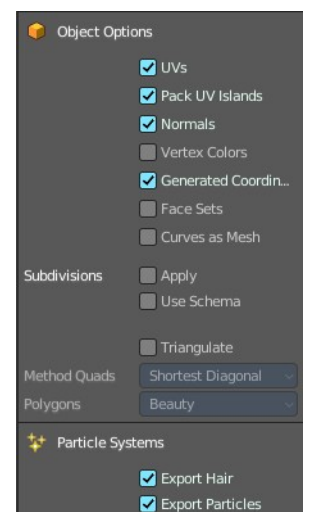 Object Options
UVs
Pack UV Islands
Normals
Vertex Colors
Generated Coordin...
Face Sets
Curves as Mesh
Subdivisions Apply
Use Schema
Triangulate
Method Quads Shortest Diagonal
Polygons Beauty
Particle Systems
Export Hair
Export Particles